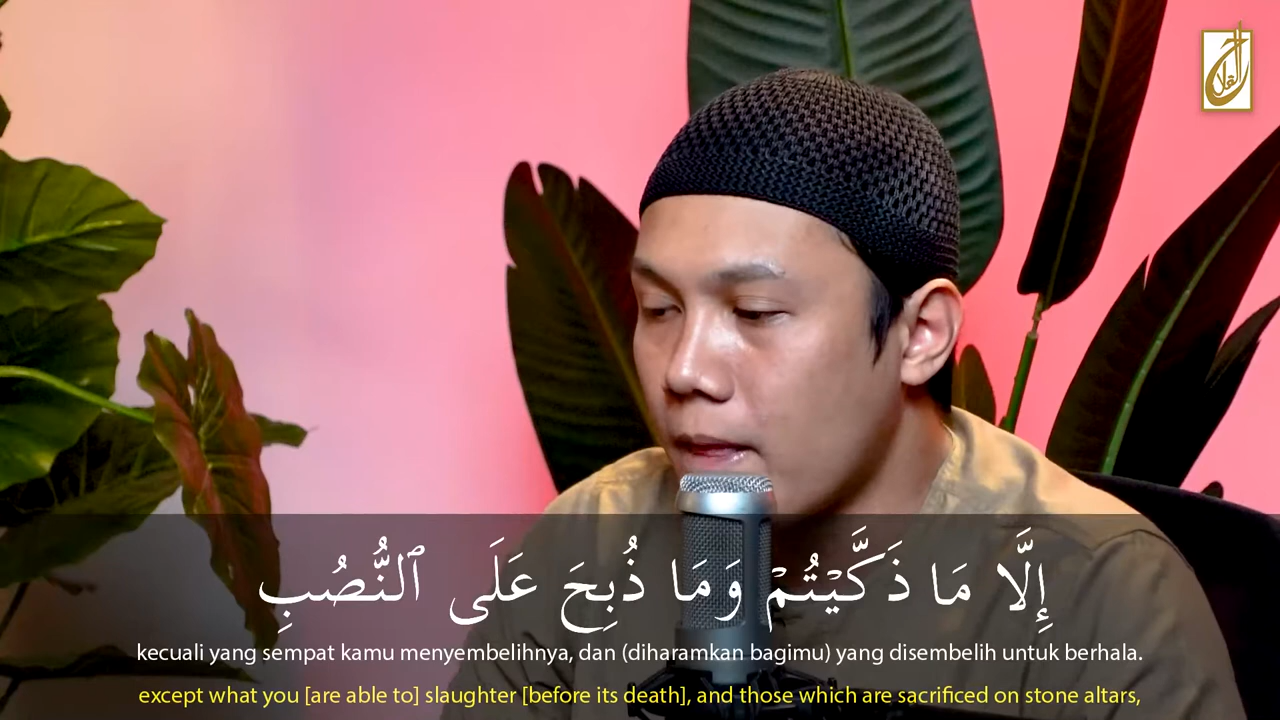 الفلاح
إِلَّا مَا ذَكَّيْتُمْ وَمَا ذُبِحَ عَلَى ٱلنُّصُبِ
kecuali yang sempat kamu menyembelihnya, dan (diharamkan bagimu) yang disembelih untuk berhala.
except what you [are able to] slaughter [before its death], and those which are sacrificed on stone altars,